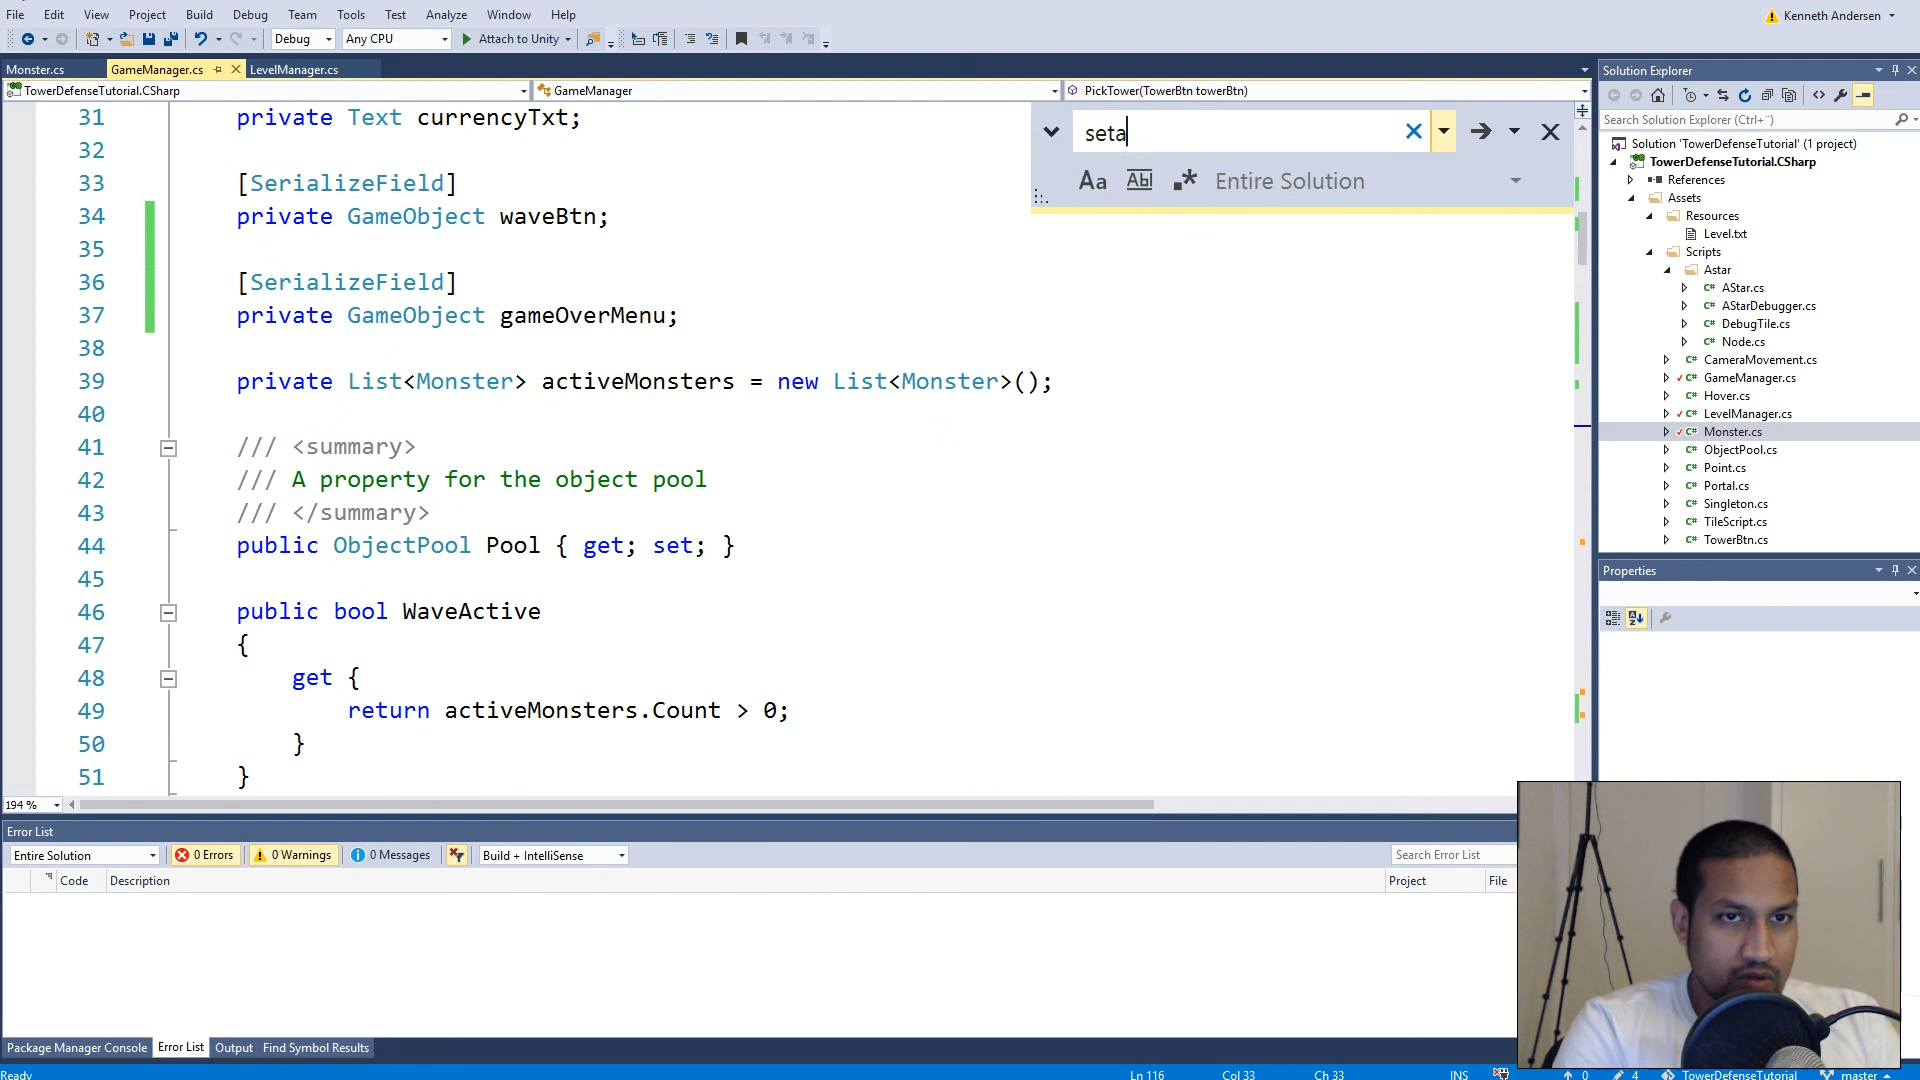 File Edit View Project Build Debug Team Tools Test Analyze Window Help
Kenneth Andersen
Debug Any CPU Attach to Unity
Monster.cs GameManager.cs LevelManager.cs
TowerDefenseTutorial.CSharp GameManager PickTower(TowerBtn towerBtn)
seta
Aa Abl .* Entire Solution
31 private Text currencyTxt;
32
33 [SerializeField]
34 private GameObject waveBtn;
35
36 [SerializeField]
37 private GameObject gameOverMenu;
38
39 private List<Monster> activeMonsters = new List<Monster>();
40
41 /// <summary>
42 /// A property for the object pool
43 /// </summary>
44 public ObjectPool Pool { get; set; }
45
46 public bool WaveActive
47 {
48 get {
49 return activeMonsters.Count > 0;
50 }
51 }
194 %
Solution Explorer
Search Solution Explorer (Ctrl+¨)
Solution 'TowerDefenseTutorial' (1 project)
TowerDefenseTutorial.CSharp
References
Assets
Resources
Level.txt
Scripts
Astar
C# AStar.cs
C# AStarDebugger.cs
C# DebugTile.cs
C# Node.cs
C# CameraMovement.cs
C# GameManager.cs
C# Hover.cs
C# LevelManager.cs
C# Monster.cs
C# ObjectPool.cs
C# Point.cs
C# Portal.cs
C# Singleton.cs
C# TileScript.cs
C# TowerBtn.cs
Properties
Error List
Entire Solution 0 Errors 0 Warnings 0 Messages Build + IntelliSense Search Error List
Code Description Project File
Package Manager Console Error List Output Find Symbol Results
Ready Ln 116 Col 33 Ch 33 INS 0 4 TowerDefenseTutorial master